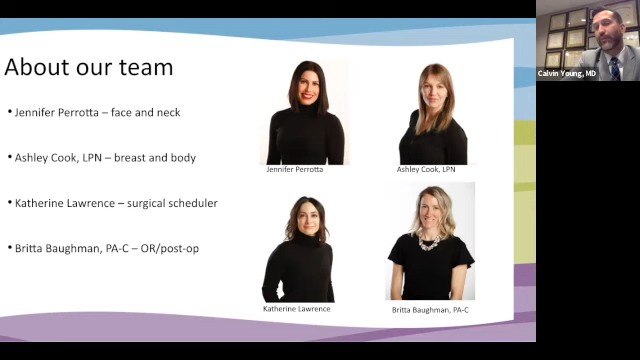 About our team
• Jennifer Perrotta – face and neck
• Ashley Cook, LPN – breast and body
• Katherine Lawrence – surgical scheduler
• Britta Baughman, PA-C – OR/post-op
Jennifer Perrotta
Ashley Cook, LPN
Katherine Lawrence
Britta Baughman, PA-C
Calvin Young, MD